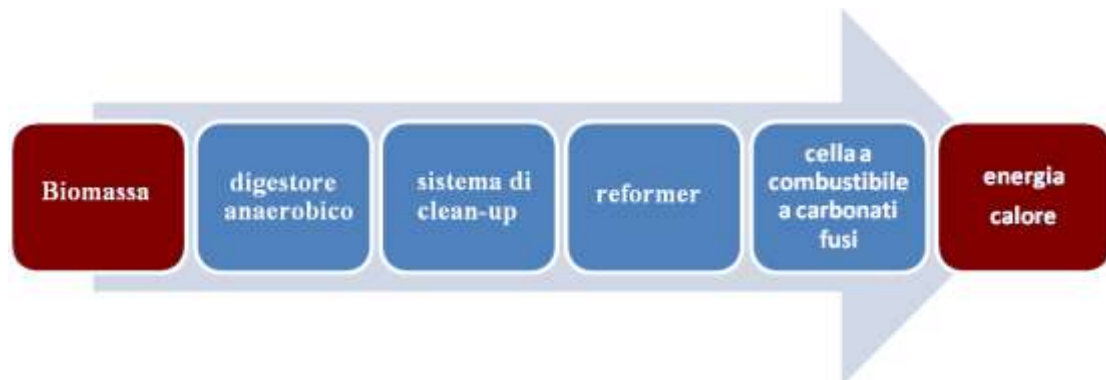 Biomassa
digestore
anaerobico
sistema di
clean-up
reformer
cella a
combustibile
a carbonati
fusi
energia
calore